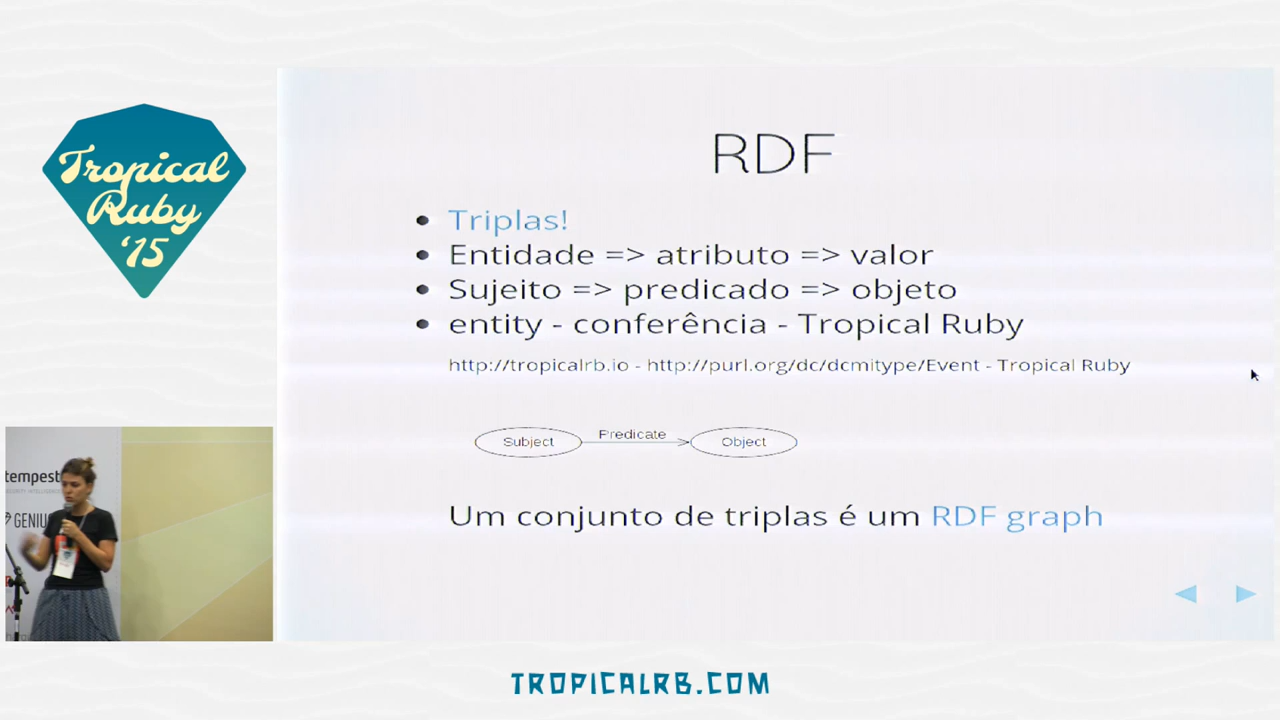 Tropical
Ruby
'15
RDF
Triplas!
Entidade => atributo => valor
Sujeito => predicado => objeto
entity - conferência - Tropical Ruby
http://tropicalrb.io - http://purl.org/dc/dcmitype/Event - Tropical Ruby
Subject
Predicate
Object
Um conjunto de triplas é um RDF graph
tempest
GENIU
TROPICALRB.COM